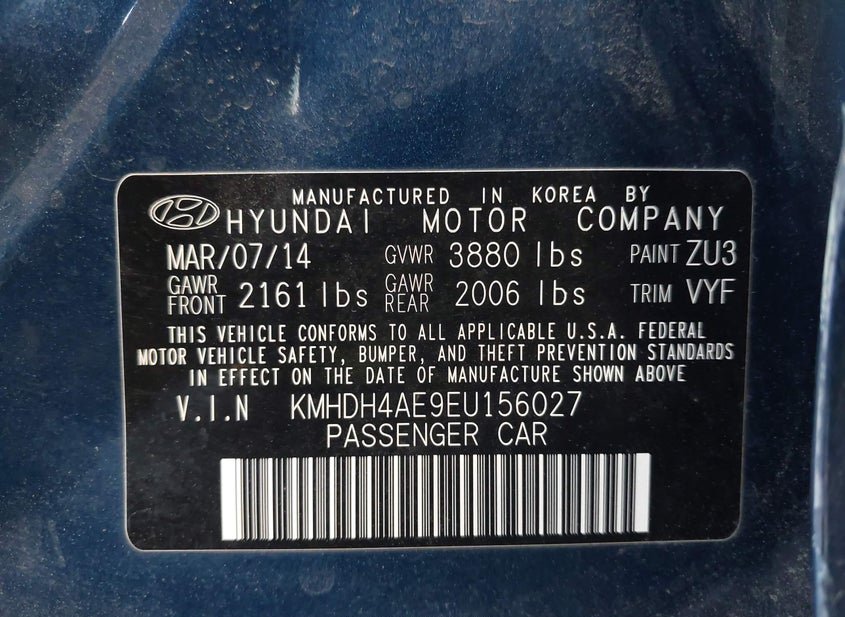 MANUFACTURED IN KOREA BY
HYUNDAI MOTOR COMPANY
MAR/07/14 GVWR 3880 lbs PAINT ZU3
GAWR FRONT 2161 lbs GAWR REAR 2006 lbs TRIM VYF
THIS VEHICLE CONFORMS TO ALL APPLICABLE U.S.A. FEDERAL
MOTOR VEHICLE SAFETY, BUMPER, AND THEFT PREVENTION STANDARDS
IN EFFECT ON THE DATE OF MANUFACTURE SHOWN ABOVE
V.I.N KMHDH4AE9EU156027
PASSENGER CAR